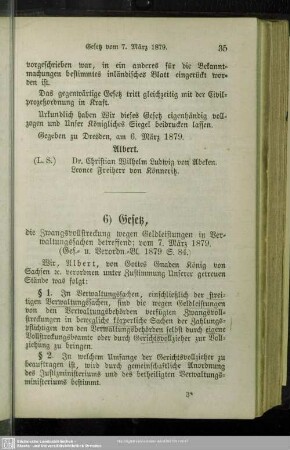 Gesetz vom 7. März 1879. 35
vorgeschrieben war, in ein anderes für die Bekannt-
machungen bestimmtes inländisches Blatt eingerückt wor-
den ist.
Das gegenwärtige Gesetz tritt gleichzeitig mit der Civil-
prozeßordnung in Kraft.
Urkundlich haben Wir dieses Gesetz eigenhändig voll-
zogen und Unser Königliches Siegel beidrucken lassen.
Gegeben zu Dresden, am 6. März 1879.
Albert.
(L. S.) Dr. Christian Wilhelm Ludwig von Abeken.
Leonce Freiherr von Könneritz.
6) Gesetz,
die Zwangsvollstreckung wegen Geldleistungen in Ver-
waltungssachen betreffend; vom 7. März 1879.
(Ges- u. Verordn.-Bl. 1879 S. 84.)
Wir, Albert, von Gottes Gnaden König von
Sachsen ꝛc. verordnen unter Zustimmung Unserer getreuen
Stände was folgt:
§ 1. In Verwaltungssachen, einschließlich der strei-
tigen Verwaltungssachen, sind die wegen Geldleistungen
von den Verwaltungsbehörden verfügten Zwangsvoll-
streckungen in bewegliche körperliche Sachen der Zahlungs-
pflichtigen von den Verwaltungsbehörden selbst durch eigene
Vollstreckungsbeamte oder durch Gerichtsvollzieher zur Voll-
ziehung zu bringen.
§ 2. In welchem Umfange der Gerichtsvollzieher zu
beauftragen ist, wird durch gemeinschaftliche Anordnung
des Justizministeriums und des betheiligten Verwaltungs-
ministeriums bestimmt.
3*